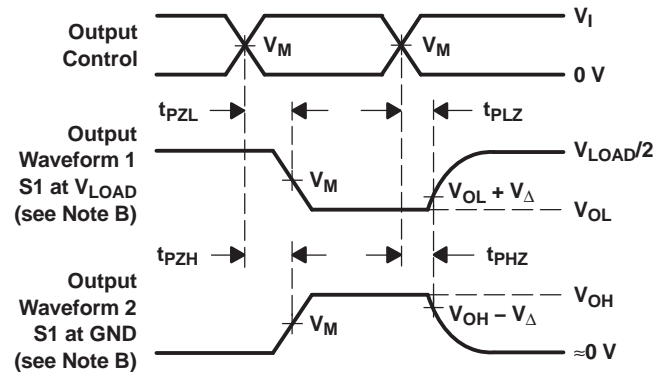 Output
Control
V_M
V_M
V_I
0 V
t_PZL
t_PLZ
Output
Waveform 1
S1 at V_LOAD
(see Note B)
V_M
V_LOAD/2
V_OL + V_Δ
V_OL
t_PZH
t_PHZ
Output
Waveform 2
S1 at GND
(see Note B)
V_M
V_OH
V_OH − V_Δ
≈0 V